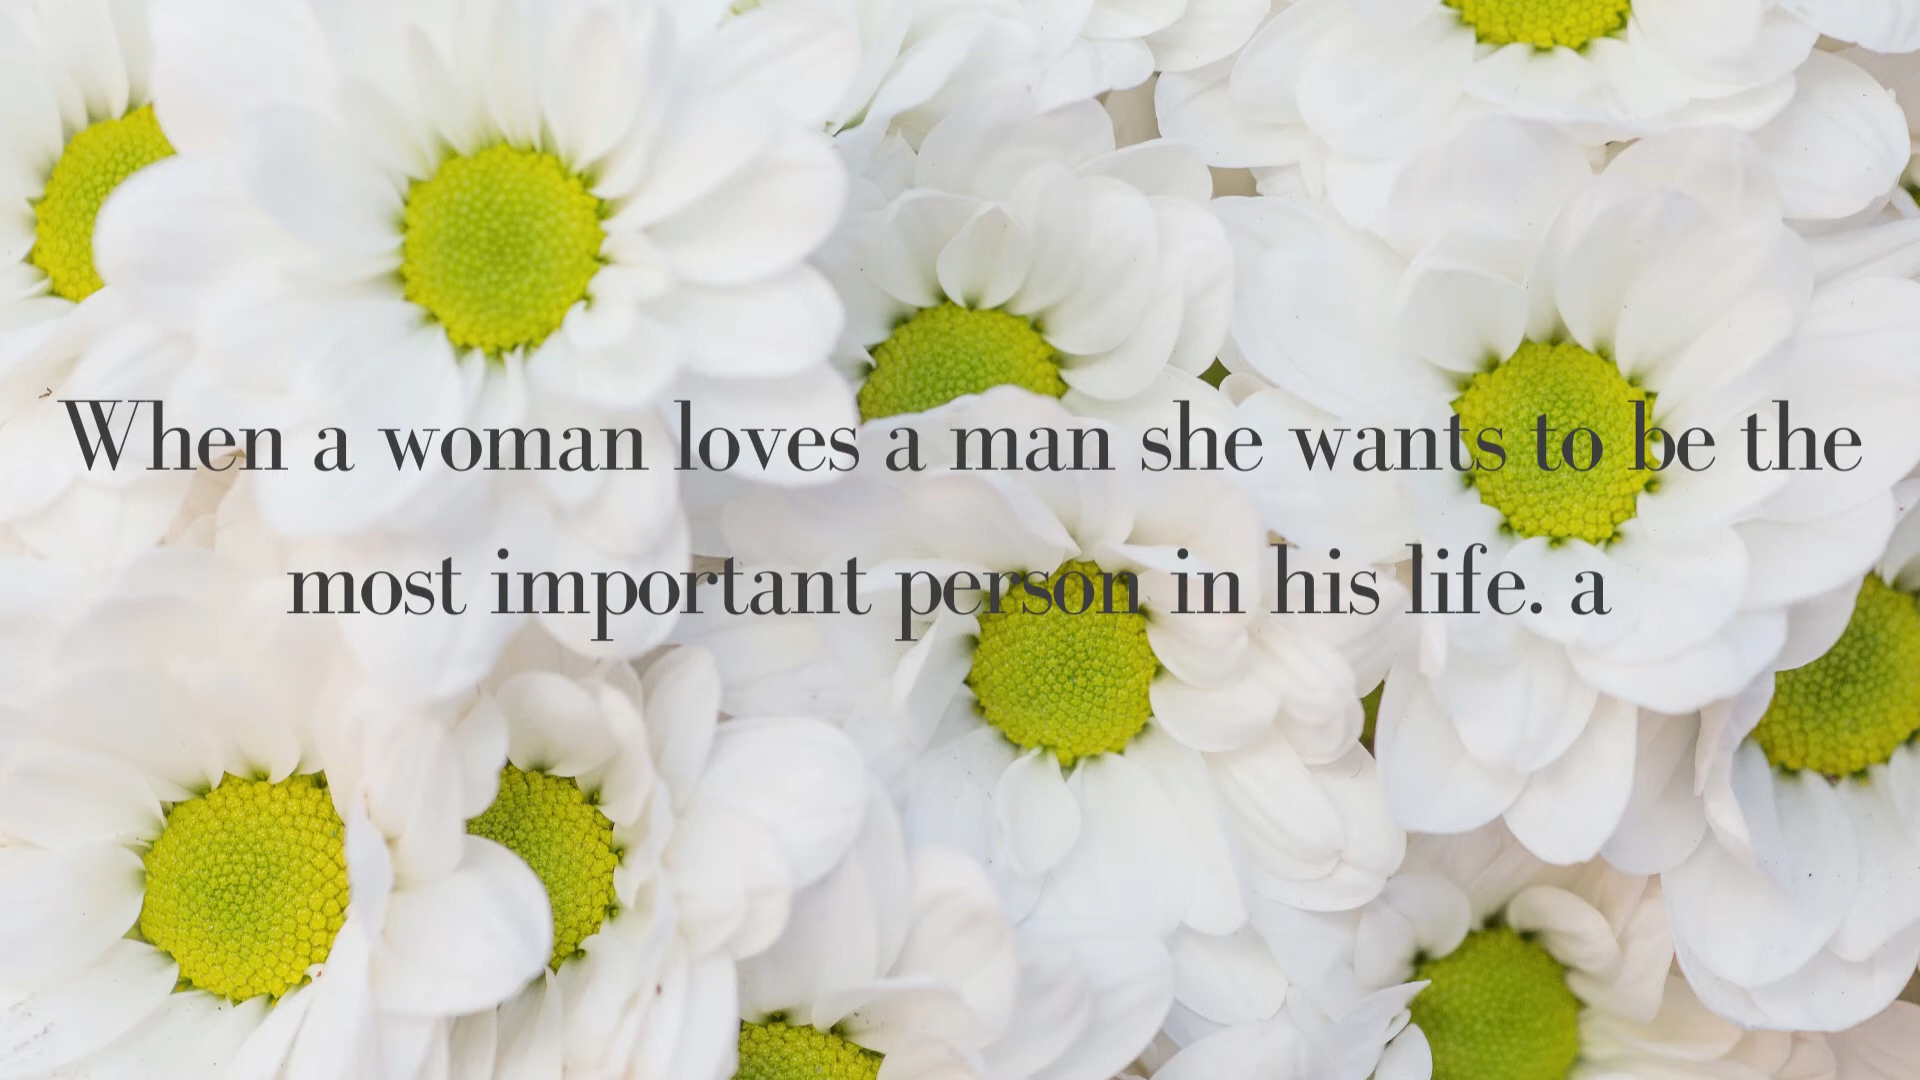 When a woman loves a man she wants to be the
most important person in his life. a